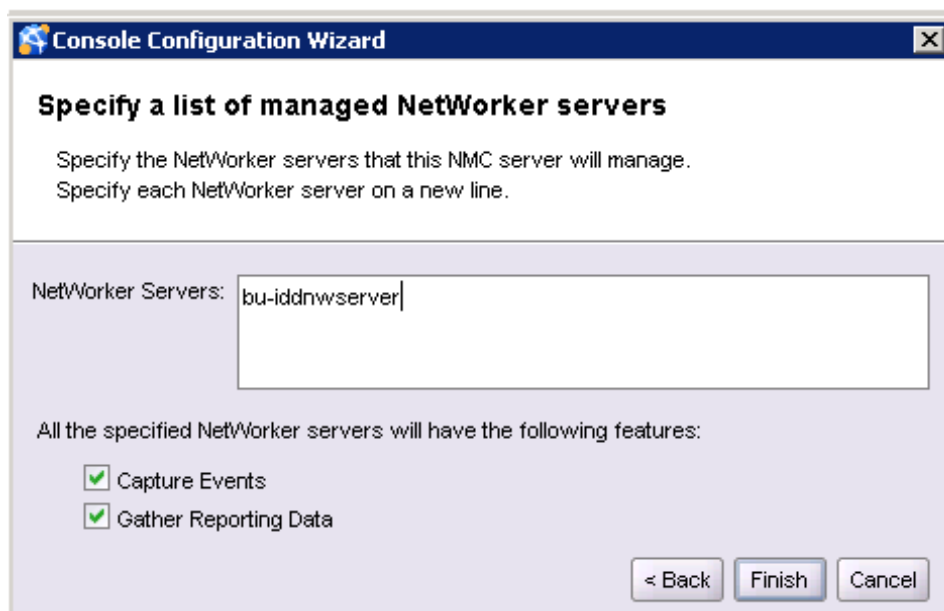 Console Configuration Wizard
Specify a list of managed NetWorker servers
Specify the NetWorker servers that this NMC server will manage.
Specify each NetWorker server on a new line.
NetWorker Servers: bu-iddnwserver
All the specified NetWorker servers will have the following features:
Capture Events
Gather Reporting Data
< Back Finish Cancel